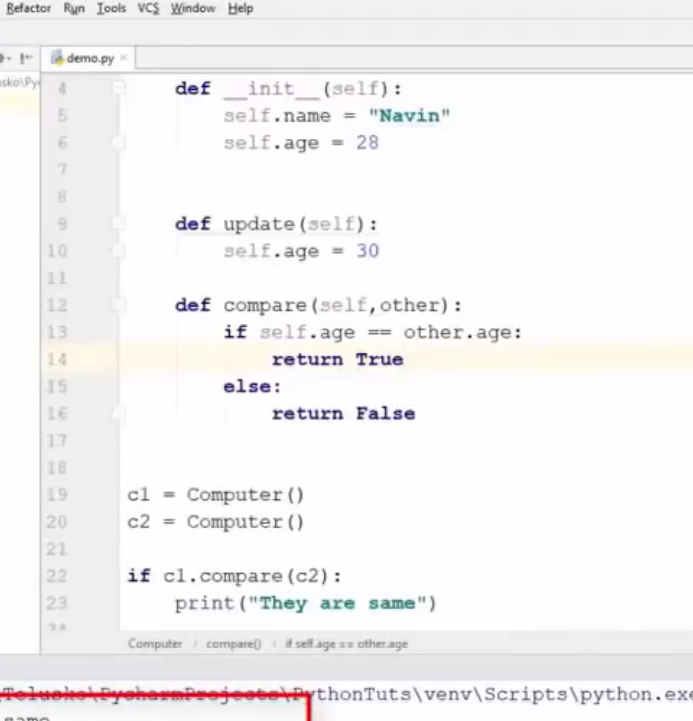 Refactor Run Tools VCS Window Help
demo.py
4 def __init__(self):
5 self.name = "Navin"
6 self.age = 28
7
8
9 def update(self):
10 self.age = 30
11
12 def compare(self,other):
13 if self.age == other.age:
14 return True
15 else:
16 return False
17
18
19 c1 = Computer()
20 c2 = Computer()
21
22 if c1.compare(c2):
23 print("They are same")
Computer compare() if self.age == other.age
\Telusko\PycharmProjects\PythonTuts\venv\Scripts\python.exe
same